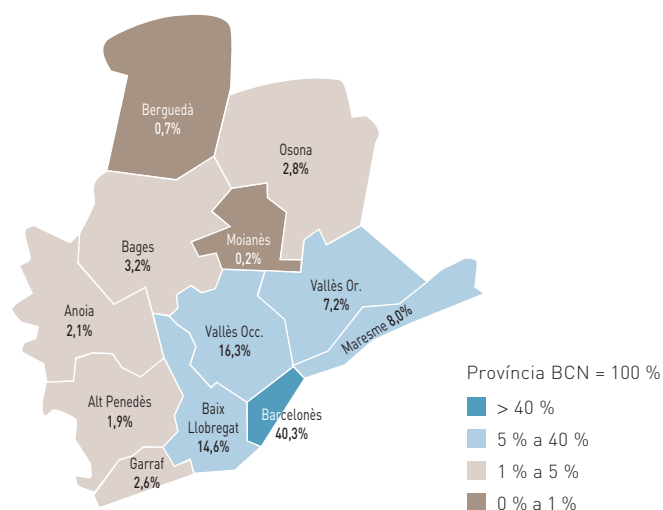 Berguedà
0,7%
Osona
2,8%
Moianès
0,2%
Bages
3,2%
Vallès Or.
7,2%
Maresme 8,0%
Anoia
2,1%
Vallès Occ.
16,3%
Alt Penedès
1,9%
Baix
Llobregat
14,6%
Barcelonès
40,3%
Garraf
2,6%
Província BCN = 100 %
> 40 %
5 % a 40 %
1 % a 5 %
0 % a 1 %